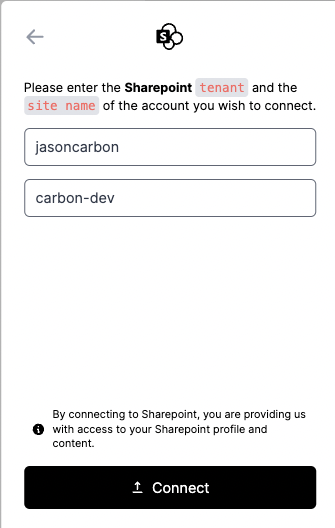 S
Please enter the Sharepoint tenant and the
site name of the account you wish to connect.
jasoncarbon
carbon-dev
By connecting to Sharepoint, you are providing us
with access to your Sharepoint profile and
content.
Connect